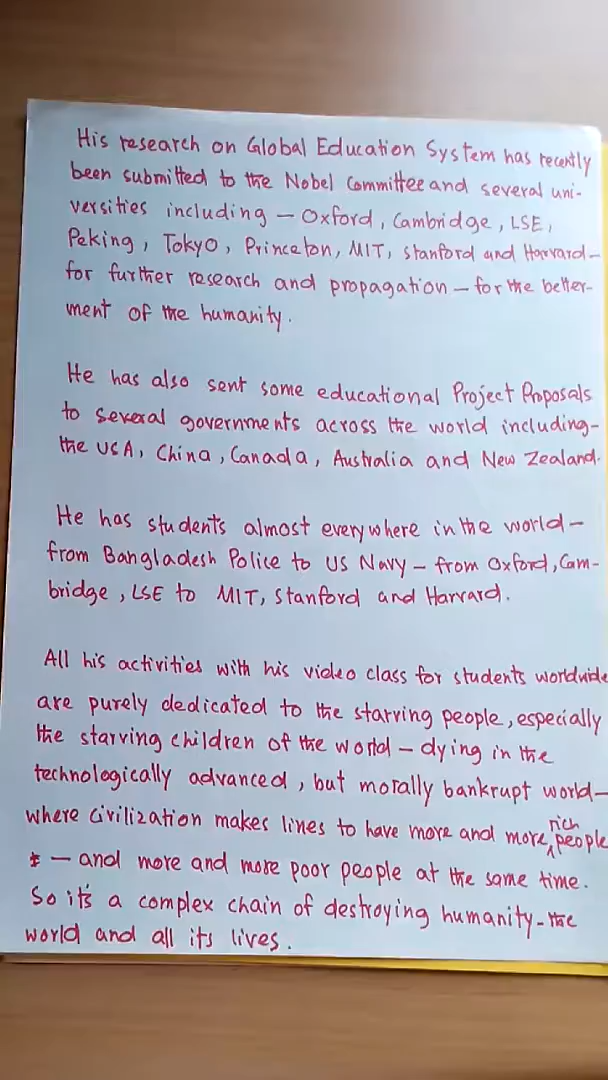 His research on Global Education System has recently
been submitted to the Nobel Committee and several uni-
versities including – Oxford, Cambridge, LSE,
Peking, Tokyo, Princeton, MIT, Stanford and Harvard –
for further research and propagation – for the better-
ment of the humanity.
He has also sent some educational Project Proposals
to several governments across the world including –
the USA, China, Canada, Australia and New Zealand.
He has students almost everywhere in the world –
from Bangladesh Police to US Navy – from Oxford, Cam-
bridge, LSE to MIT, Stanford and Harvard.
All his activities with his video class for students worldwide
are purely dedicated to the starving people, especially
the starving children of the world – dying in the
technologically advanced, but morally bankrupt world –
where civilization makes lines to have more and more rich people
– and more and more poor people at the same time.
So it's a complex chain of destroying humanity – the
world and all its lives.